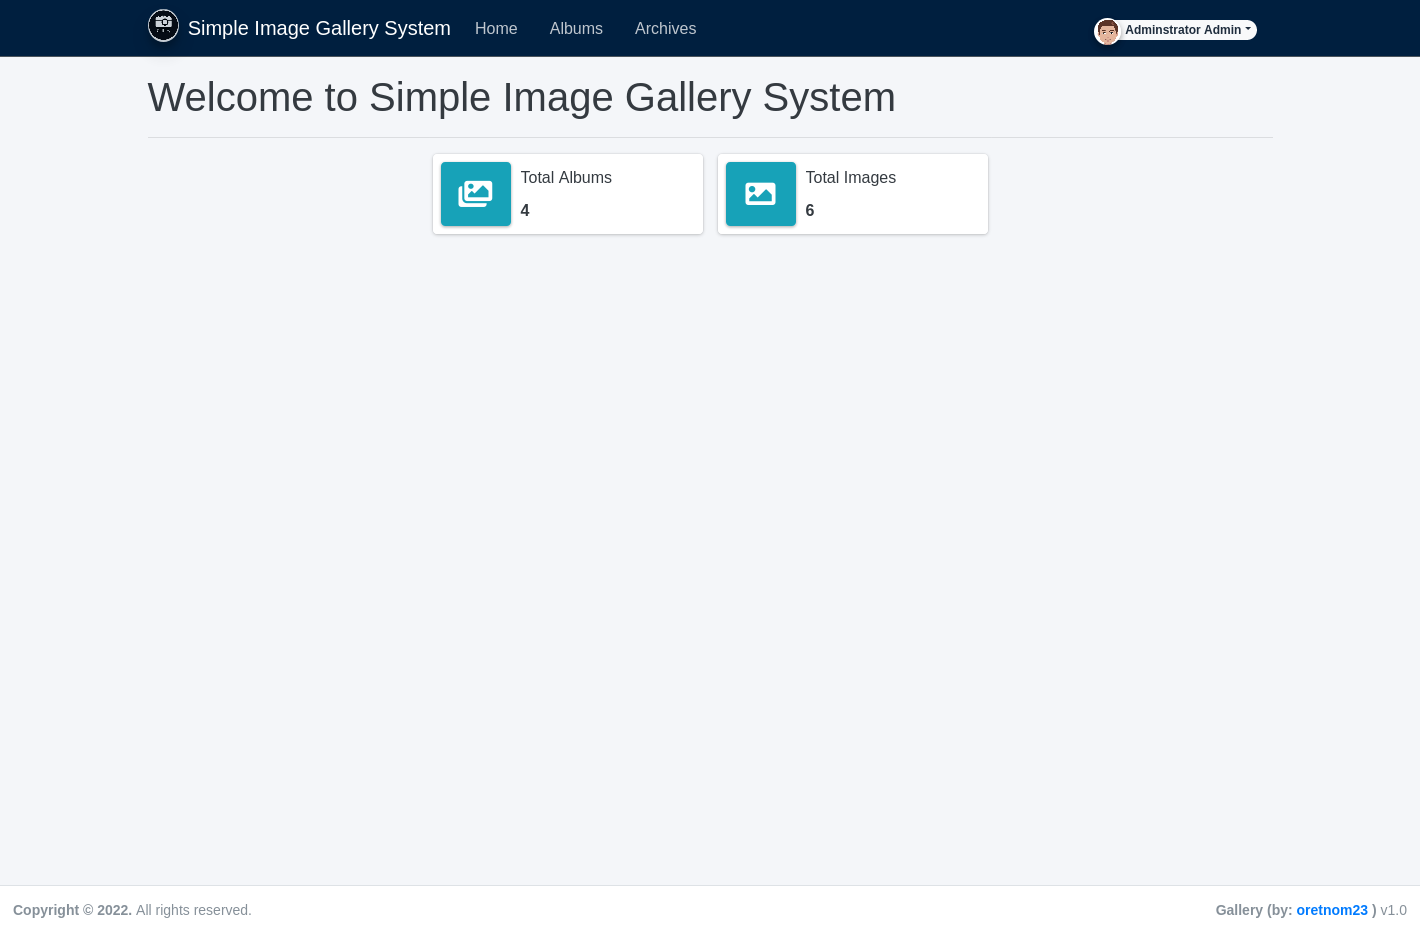 Simple Image Gallery System Home Albums Archives Adminstrator Admin
Welcome to Simple Image Gallery System
Total Albums
4
Total Images
6
Copyright © 2022. All rights reserved.
Gallery (by: oretnom23 ) v1.0